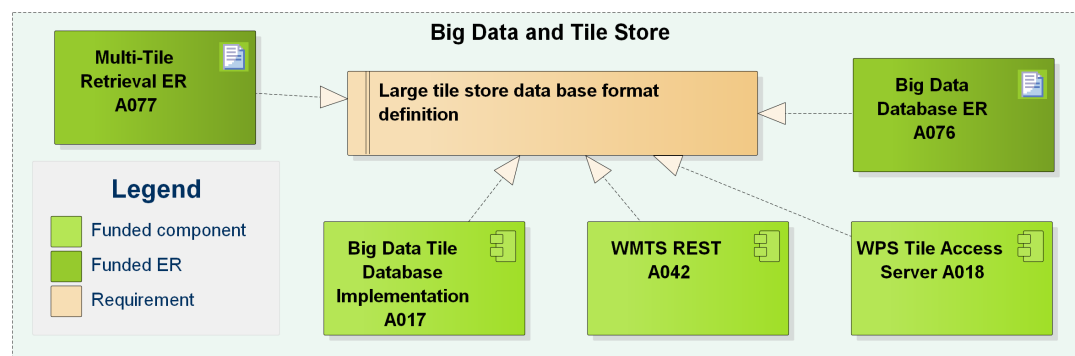 Big Data and Tile Store
Multi-Tile
Retrieval ER
A077
Large tile store data base format
definition
Big Data
Database ER
A076
Legend
Funded component
Funded ER
Requirement
Big Data Tile
Database
Implementation
A017
WMTS REST
A042
WPS Tile Access
Server A018